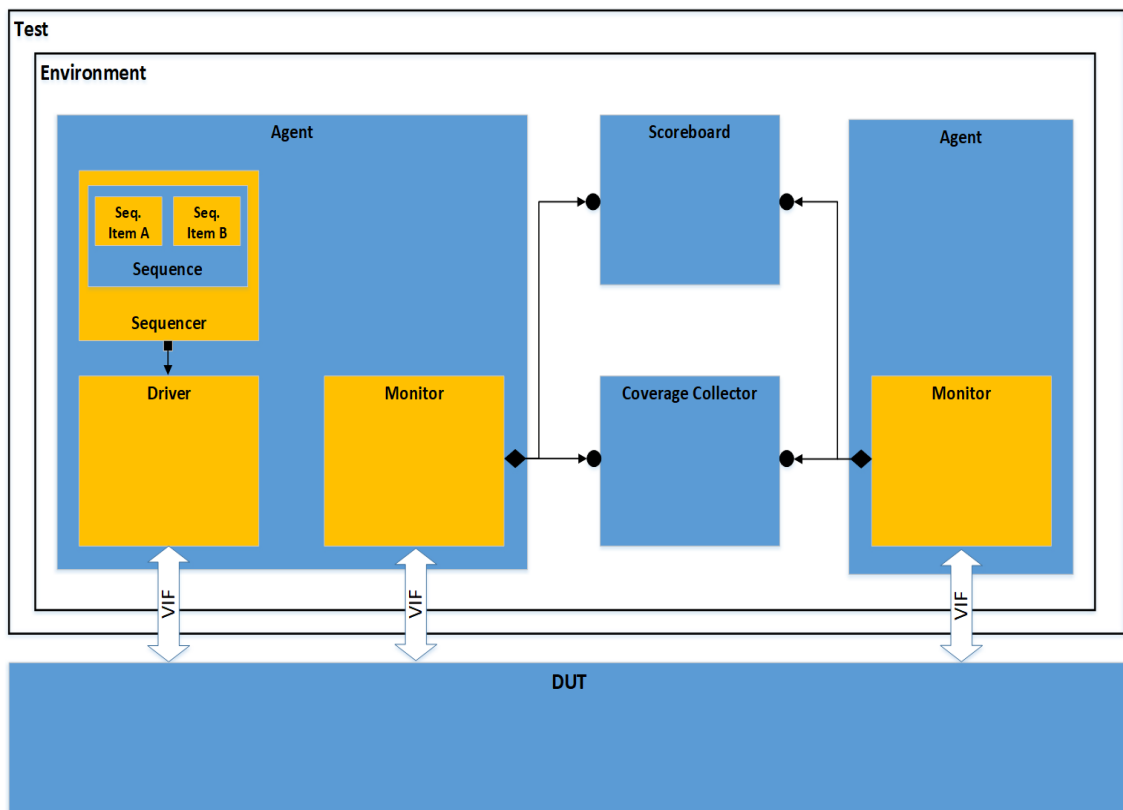 Test
Environment
Agent
Scoreboard
Agent
Seq.
Item A
Seq.
Item B
Sequence
Sequencer
Driver
Monitor
Coverage Collector
Monitor
VIF
VIF
VIF
DUT